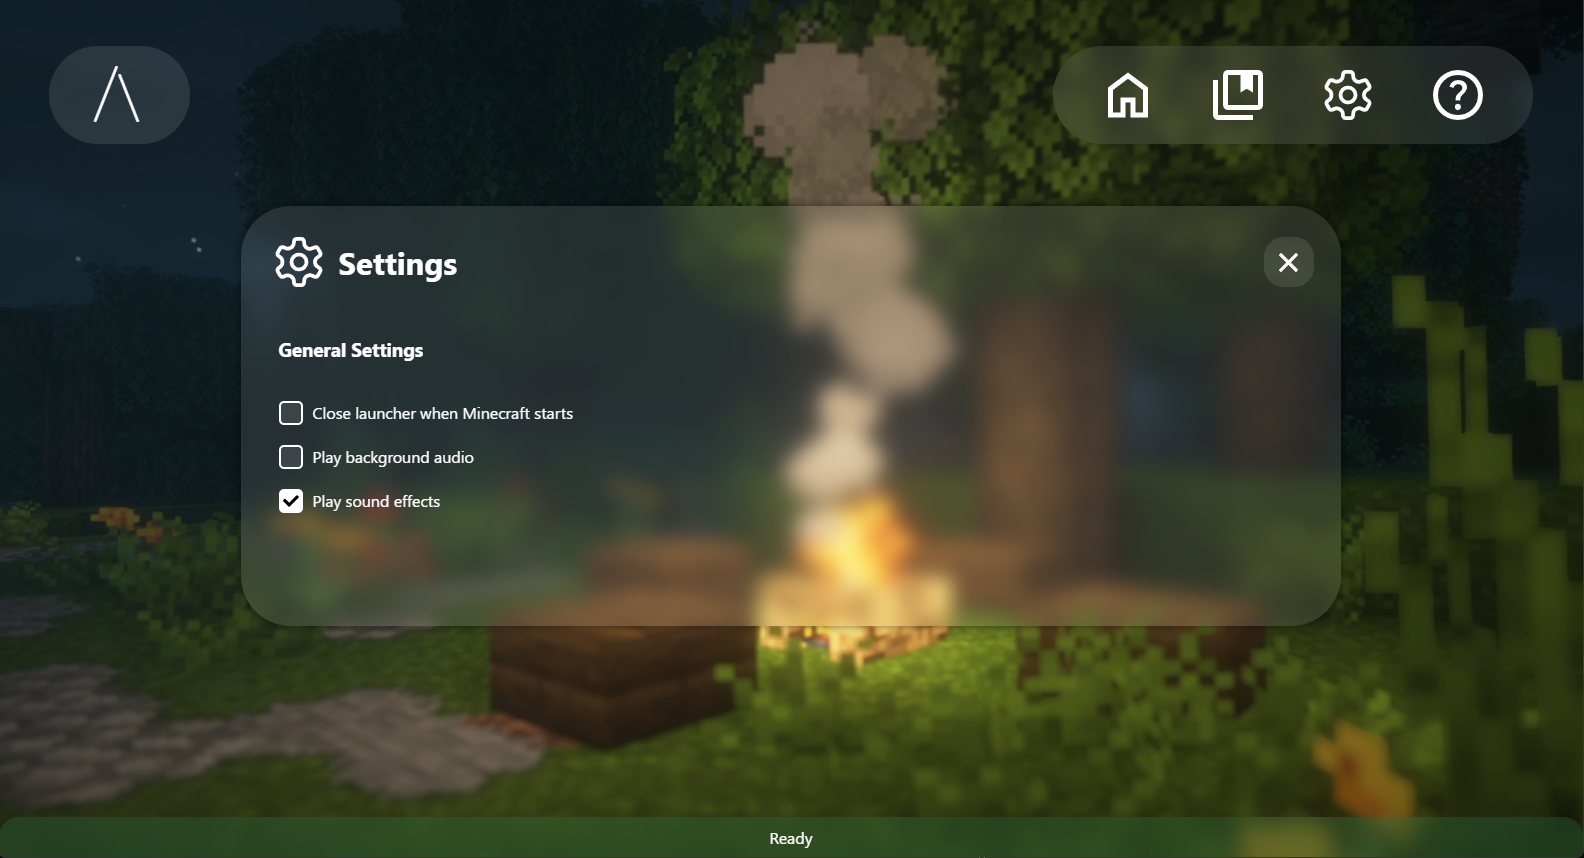 Settings
General Settings
Close launcher when Minecraft starts
Play background audio
Play sound effects
Ready